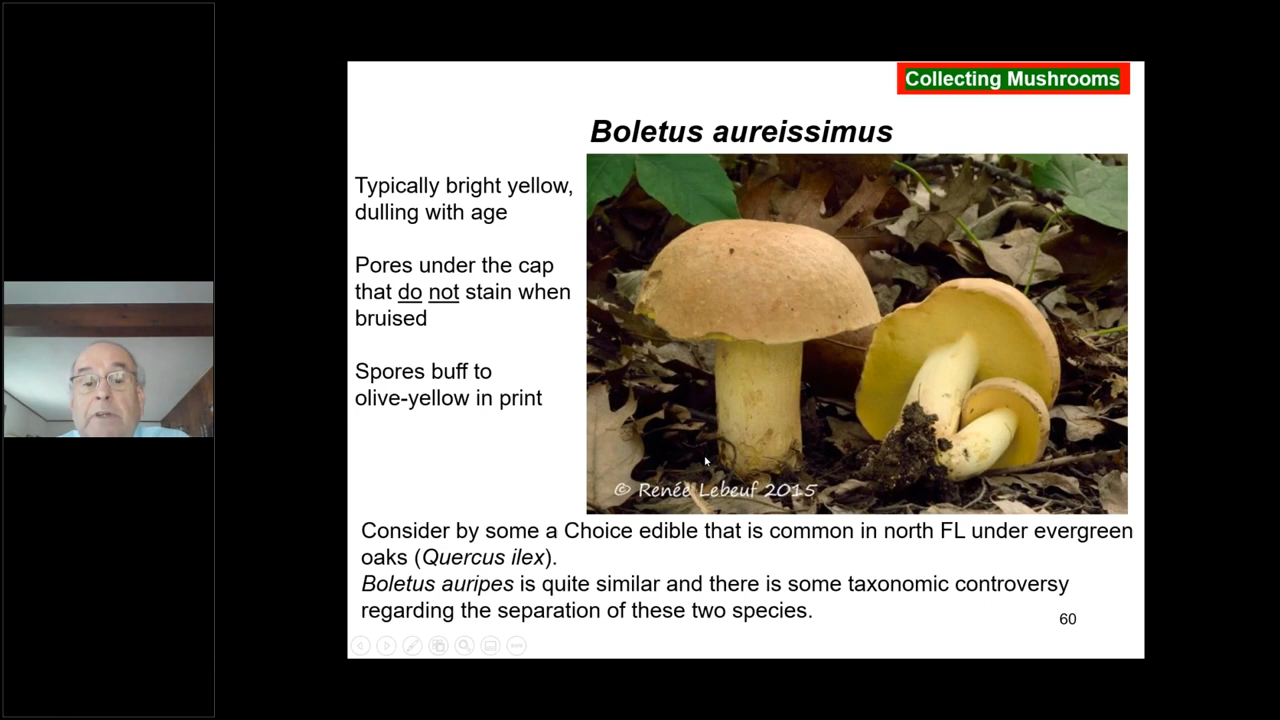 Collecting Mushrooms
Boletus aureissimus
Typically bright yellow,
dulling with age
Pores under the cap
that do not stain when
bruised
Spores buff to
olive-yellow in print
© Renée Lebeuf 2015
Consider by some a Choice edible that is common in north FL under evergreen
oaks (Quercus ilex).
Boletus auripes is quite similar and there is some taxonomic controversy
regarding the separation of these two species.
60